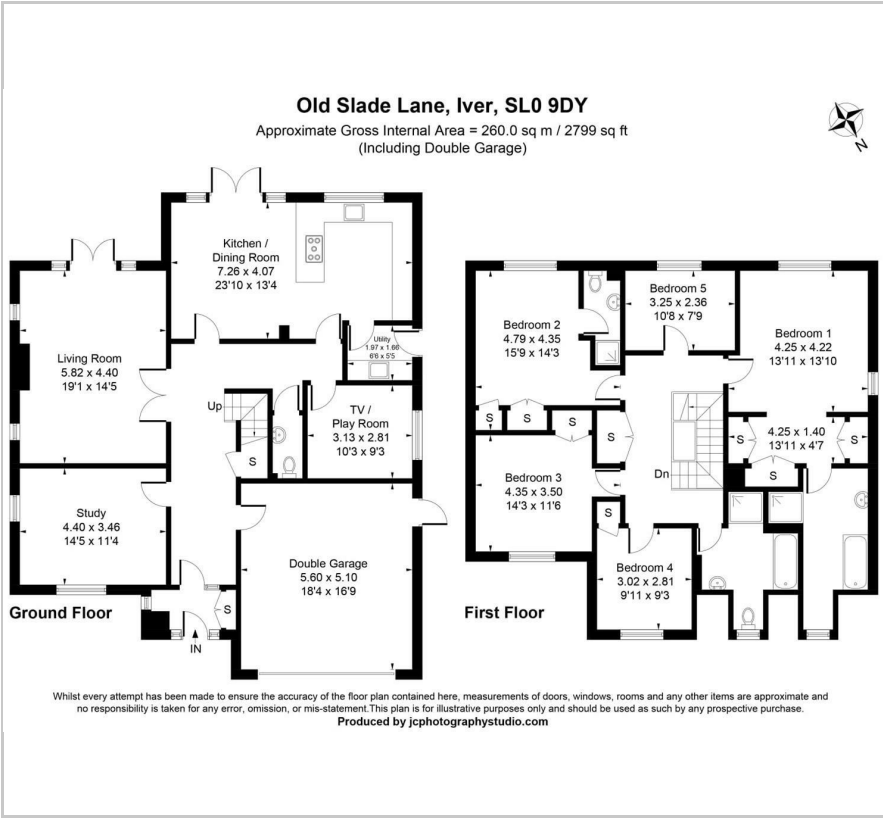 Old Slade Lane, Iver, SL0 9DY
Approximate Gross Internal Area = 260.0 sq m / 2799 sq ft
(Including Double Garage)
N
Kitchen /
Dining Room
7.26 x 4.07
23'10 x 13'4
Utility
1.97 x 1.66
6'6 x 5'5
Living Room
5.82 x 4.40
19'1 x 14'5
Up
S
TV /
Play Room
3.13 x 2.81
10'3 x 9'3
Study
4.40 x 3.46
14'5 x 11'4
Double Garage
5.60 x 5.10
18'4 x 16'9
S
IN
Ground Floor
Bedroom 2
4.79 x 4.35
15'9 x 14'3
Bedroom 5
3.25 x 2.36
10'8 x 7'9
Bedroom 1
4.25 x 4.22
13'11 x 13'10
S
S
S
S
S
4.25 x 1.40
13'11 x 4'7
S
S
Dn
Bedroom 3
4.35 x 3.50
14'3 x 11'6
S
Bedroom 4
3.02 x 2.81
9'11 x 9'3
First Floor
Whilst every attempt has been made to ensure the accuracy of the floor plan contained here, measurements of doors, windows, rooms and any other items are approximate and
no responsibility is taken for any error, omission, or mis-statement.This plan is for illustrative purposes only and should be used as such by any prospective purchase.
Produced by jcphotographystudio.com